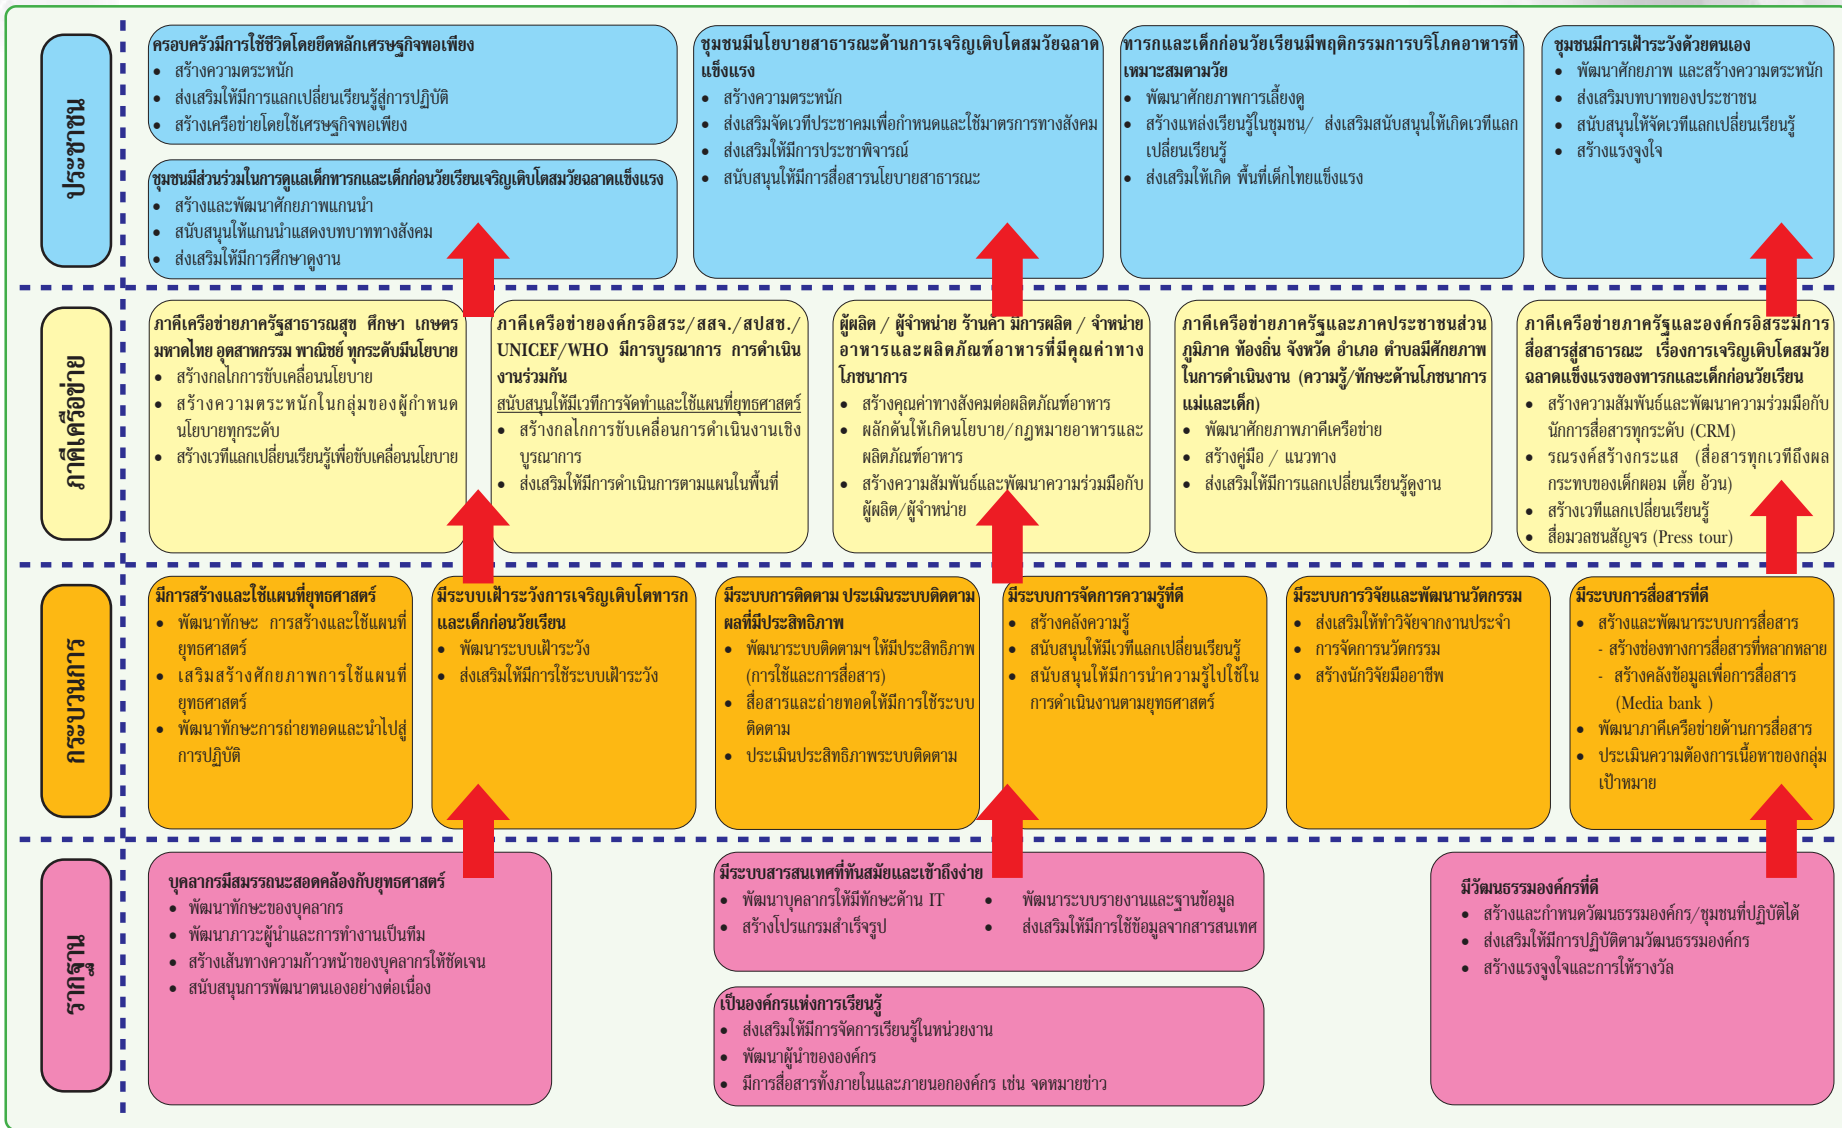 ประชาชน
ครอบครัวมีการใช้ชีวิตโดยยึดหลักเศรษฐกิจพอเพียง
• สร้างความตระหนัก
• ส่งเสริมให้มีการแลกเปลี่ยนเรียนรู้สู่การปฏิบัติ
• สร้างเครือข่ายโดยใช้เศรษฐกิจพอเพียง
ชุมชนมีส่วนร่วมในการดูแลเด็กทารกและเด็กก่อนวัยเรียนเจริญเติบโตสมวัยฉลาดแข็งแรง
• สร้างและพัฒนาศักยภาพแกนนำ
• สนับสนุนให้แกนนำแสดงบทบาททางสังคม
• ส่งเสริมให้มีการศึกษาดูงาน
ชุมชนมีนโยบายสาธารณะด้านการเจริญเติบโตสมวัยฉลาด
แข็งแรง
• สร้างความตระหนัก
• ส่งเสริมจัดเวทีประชาคมเพื่อกำหนดและใช้มาตรการทางสังคม
• ส่งเสริมให้มีการประชาพิจารณ์
• สนับสนุนให้มีการสื่อสารนโยบายสาธารณะ
ทารกและเด็กก่อนวัยเรียนมีพฤติกรรมการบริโภคอาหารที่
เหมาะสมตามวัย
• พัฒนาศักยภาพการเลี้ยงดู
• สร้างแหล่งเรียนรู้ในชุมชน/ ส่งเสริมสนับสนุนให้เกิดเวทีแลก
เปลี่ยนเรียนรู้
• ส่งเสริมให้เกิด พื้นที่เด็กไทยแข็งแรง
ชุมชนมีการเฝ้าระวังด้วยตนเอง
• พัฒนาศักยภาพ และสร้างความตระหนัก
• ส่งเสริมบทบาทของประชาชน
• สนับสนุนให้จัดเวทีแลกเปลี่ยนเรียนรู้
• สร้างแรงจูงใจ
ภาคีเครือข่าย
ภาคีเครือข่ายภาครัฐสาธารณสุข ศึกษา เกษตร
มหาดไทย อุตสาหกรรม พาณิชย์ ทุกระดับมีนโยบาย
• สร้างกลไกการขับเคลื่อนนโยบาย
• สร้างความตระหนักในกลุ่มของผู้กำหนด
นโยบายทุกระดับ
• สร้างเวทีแลกเปลี่ยนเรียนรู้เพื่อขับเคลื่อนนโยบาย
ภาคีเครือข่ายองค์กรอิสระ/สสจ./สปสช./
UNICEF/WHO มีการบูรณาการ การดำเนิน
งานร่วมกัน
สนับสนุนให้มีเวทีการจัดทำและใช้แผนที่ยุทธศาสตร์
• สร้างกลไกการขับเคลื่อนการดำเนินงานเชิง
บูรณาการ
• ส่งเสริมให้มีการดำเนินการตามแผนในพื้นที่
ผู้ผลิต / ผู้จำหน่าย ร้านค้า มีการผลิต / จำหน่าย
อาหารและผลิตภัณฑ์อาหารที่มีคุณค่าทาง
โภชนาการ
• สร้างคุณค่าทางสังคมต่อผลิตภัณฑ์อาหาร
• ผลักดันให้เกิดนโยบาย/กฎหมายอาหารและ
ผลิตภัณฑ์อาหาร
• สร้างความสัมพันธ์และพัฒนาความร่วมมือกับ
ผู้ผลิต/ผู้จำหน่าย
ภาคีเครือข่ายภาครัฐและภาคประชาชนส่วน
ภูมิภาค ท้องถิ่น จังหวัด อำเภอ ตำบลมีศักยภาพ
ในการดำเนินงาน (ความรู้/ทักษะด้านโภชนาการ
แม่และเด็ก)
• พัฒนาศักยภาพภาคีเครือข่าย
• สร้างคู่มือ / แนวทาง
• ส่งเสริมให้มีการแลกเปลี่ยนเรียนรู้ดูงาน
ภาคีเครือข่ายภาครัฐและองค์กรอิสระมีการ
สื่อสารสู่สาธารณะ เรื่องการเจริญเติบโตสมวัย
ฉลาดแข็งแรงของทารกและเด็กก่อนวัยเรียน
• สร้างความสัมพันธ์และพัฒนาความร่วมมือกับ
นักการสื่อสารทุกระดับ (CRM)
• รณรงค์สร้างกระแส (สื่อสารทุกเวทีถึงผล
กระทบของเด็กผอม เตี้ย อ้วน)
• สร้างเวทีแลกเปลี่ยนเรียนรู้
• สื่อมวลชนสัญจร (Press tour)
กระบวนการ
มีการสร้างและใช้แผนที่ยุทธศาสตร์
• พัฒนาทักษะ การสร้างและใช้แผนที่
ยุทธศาสตร์
• เสริมสร้างศักยภาพการใช้แผนที่
ยุทธศาสตร์
• พัฒนาทักษะการถ่ายทอดและนำไปสู่
การปฏิบัติ
มีระบบเฝ้าระวังการเจริญเติบโตทารก
และเด็กก่อนวัยเรียน
• พัฒนาระบบเฝ้าระวัง
• ส่งเสริมให้มีการใช้ระบบเฝ้าระวัง
มีระบบการติดตาม ประเมินระบบติดตาม
ผลที่มีประสิทธิภาพ
• พัฒนาระบบติดตามฯ ให้มีประสิทธิภาพ
(การใช้และการสื่อสาร)
• สื่อสารและถ่ายทอดให้มีการใช้ระบบ
ติดตาม
• ประเมินประสิทธิภาพระบบติดตาม
มีระบบการจัดการความรู้ที่ดี
• สร้างคลังความรู้
• สนับสนุนให้มีเวทีแลกเปลี่ยนเรียนรู้
• สนับสนุนให้มีการนำความรู้ไปใช้ใน
การดำเนินงานตามยุทธศาสตร์
มีระบบการวิจัยและพัฒนานวัตกรรม
• ส่งเสริมให้ทำวิจัยจากงานประจำ
• การจัดการนวัตกรรม
• สร้างนักวิจัยมืออาชีพ
มีระบบการสื่อสารที่ดี
• สร้างและพัฒนาระบบการสื่อสาร
- สร้างช่องทางการสื่อสารที่หลากหลาย
- สร้างคลังข้อมูลเพื่อการสื่อสาร
(Media bank )
• พัฒนาภาคีเครือข่ายด้านการสื่อสาร
• ประเมินความต้องการเนื้อหาของกลุ่ม
เป้าหมาย
รากฐาน
บุคลากรมีสมรรถนะสอดคล้องกับยุทธศาสตร์
• พัฒนาทักษะของบุคลากร
• พัฒนาภาวะผู้นำและการทำงานเป็นทีม
• สร้างเส้นทางความก้าวหน้าของบุคลากรให้ชัดเจน
• สนับสนุนการพัฒนาตนเองอย่างต่อเนื่อง
มีระบบสารสนเทศที่ทันสมัยและเข้าถึงง่าย
• พัฒนาบุคลากรให้มีทักษะด้าน IT • พัฒนาระบบรายงานและฐานข้อมูล
• สร้างโปรแกรมสำเร็จรูป • ส่งเสริมให้มีการใช้ข้อมูลจากสารสนเทศ
เป็นองค์กรแห่งการเรียนรู้
• ส่งเสริมให้มีการจัดการเรียนรู้ในหน่วยงาน
• พัฒนาผู้นำขององค์กร
• มีการสื่อสารทั้งภายในและภายนอกองค์กร เช่น จดหมายข่าว
มีวัฒนธรรมองค์กรที่ดี
• สร้างและกำหนดวัฒนธรรมองค์กร/ชุมชนที่ปฏิบัติได้
• ส่งเสริมให้มีการปฏิบัติตามวัฒนธรรมองค์กร
• สร้างแรงจูงใจและการให้รางวัล